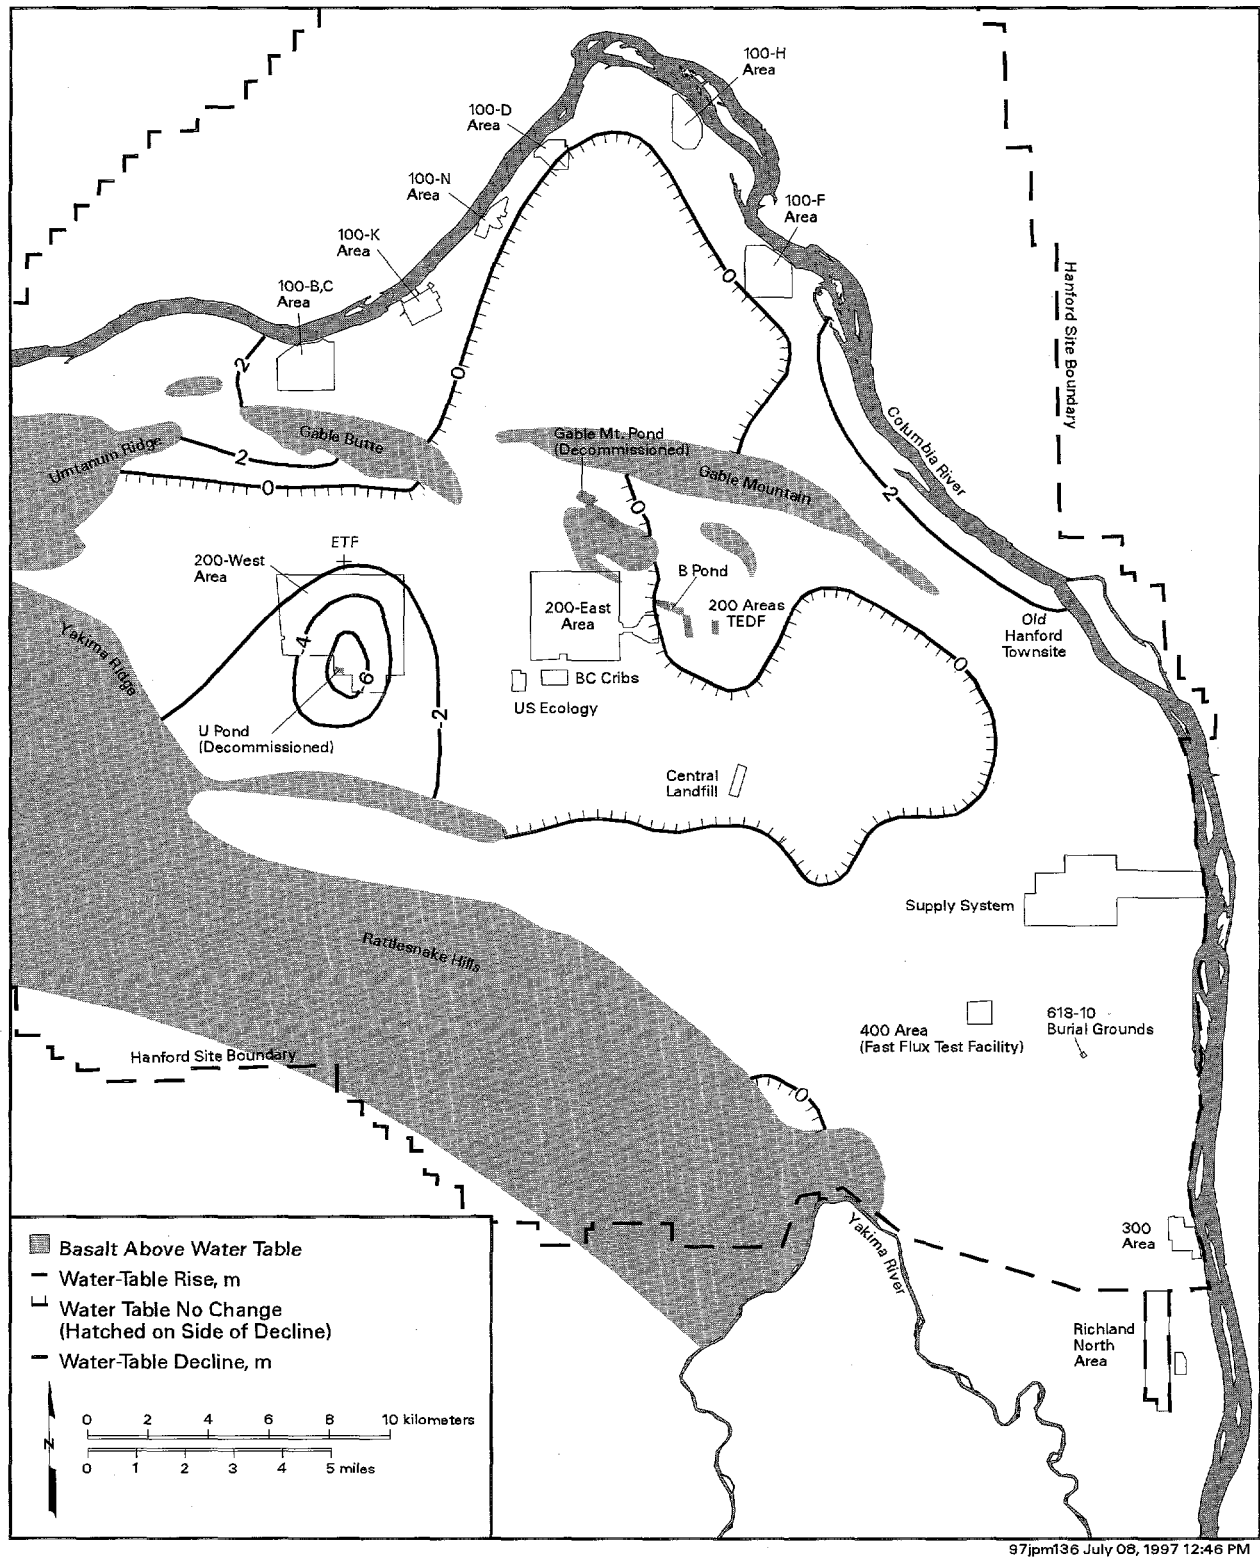 100-H
Area
100-D
Area
100-N
Area
100-F
Area
100-K
Area
100-B,C
Area
Hanford Site Boundary
0
2
0
Columbia River
Gable Butte
Umtanum Ridge
2
0
Gable Mt. Pond
(Decommissioned)
Gable Mountain
2
0
ETF
200-West
Area
B Pond
200-East
Area
200 Areas
TEDF
Old
Hanford
Townsite
Yakima Ridge
-4
-6
-2
0
BC Cribs
US Ecology
U Pond
(Decommissioned)
Central
Landfill
Supply System
Rattlesnake Hills
400 Area
(Fast Flux Test Facility)
618-10
Burial Grounds
Hanford Site Boundary
0
Yakima River
300
Area
Richland
North
Area
Basalt Above Water Table
Water-Table Rise, m
Water Table No Change
(Hatched on Side of Decline)
Water-Table Decline, m
N
0 2 4 6 8 10 kilometers
0 1 2 3 4 5 miles
97jpm136 July 08, 1997 12:46 PM